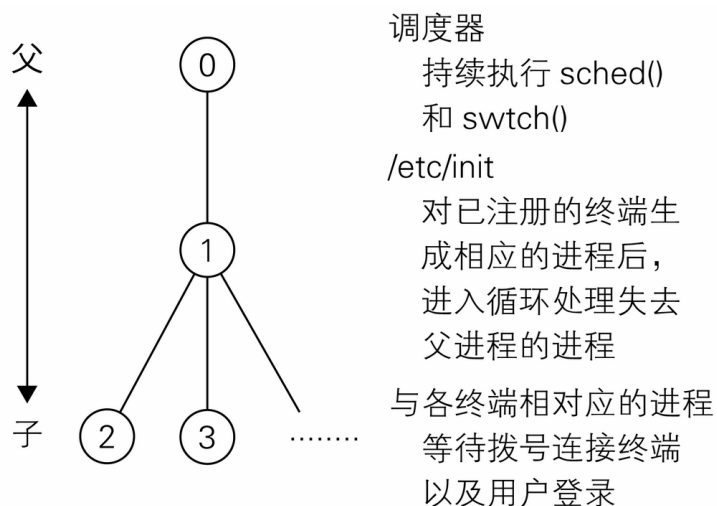 父
0
调度器
持续执行 sched()
和 swtch()
/etc/init
1
对已注册的终端生
成相应的进程后，
进入循环处理失去
父进程的进程
子
2
3
········
与各终端相对应的进程
等待拨号连接终端
以及用户登录